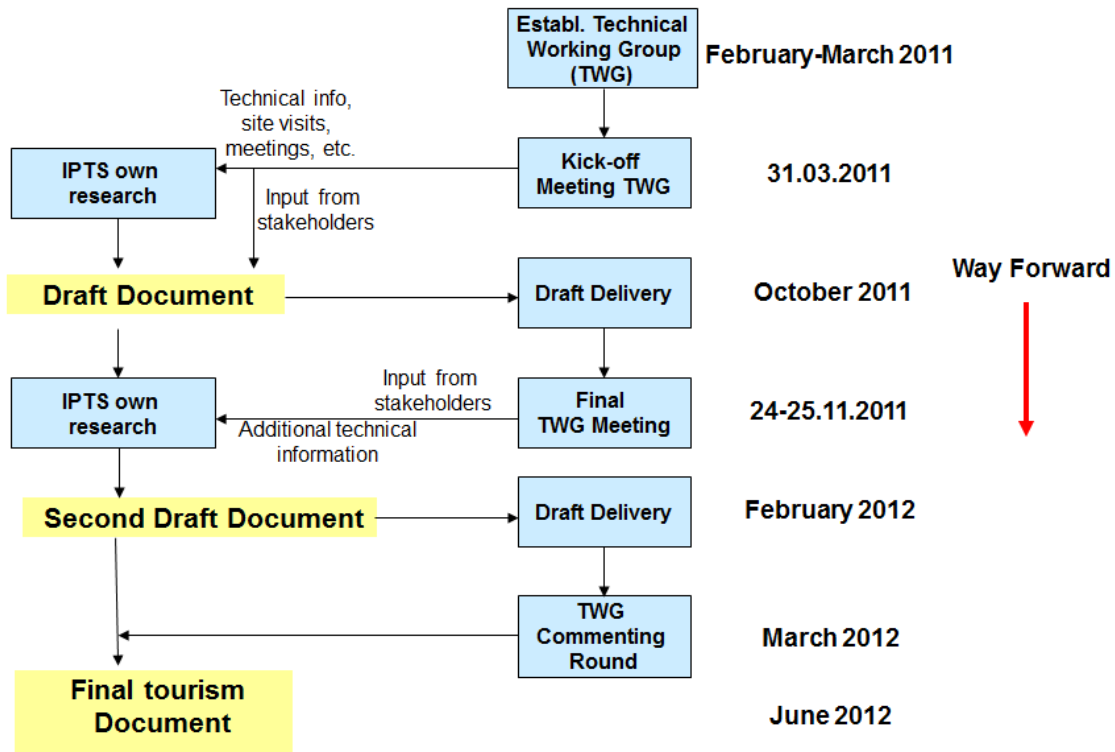 Establ. Technical
Working Group
(TWG)
February-March 2011
Technical info,
site visits,
meetings, etc.
IPTS own
research
Kick-off
Meeting TWG
31.03.2011
Input from
stakeholders
Draft Document
Draft Delivery
October 2011
Way Forward
IPTS own
research
Input from
stakeholders
Additional technical
information
Final
TWG Meeting
24-25.11.2011
Second Draft Document
Draft Delivery
February 2012
TWG
Commenting
Round
March 2012
Final tourism
Document
June 2012